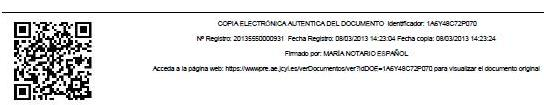 COPIA ELECTRÓNICA AUTENTICA DEL DOCUMENTO Identificador: 1A6Y48C72P070
Nº Registro: 20135550000931 Fecha Registro: 08/03/2013 14:23:04 Fecha copia: 08/03/2013 14:23:24
Firmado por: MARÍA NOTARIO ESPAÑOL
Acceda a la página web: https://wwwpre.ae.jcyl.es/verDocumentos/ver?idDOE=1A6Y48C72P070 para visualizar el documento original